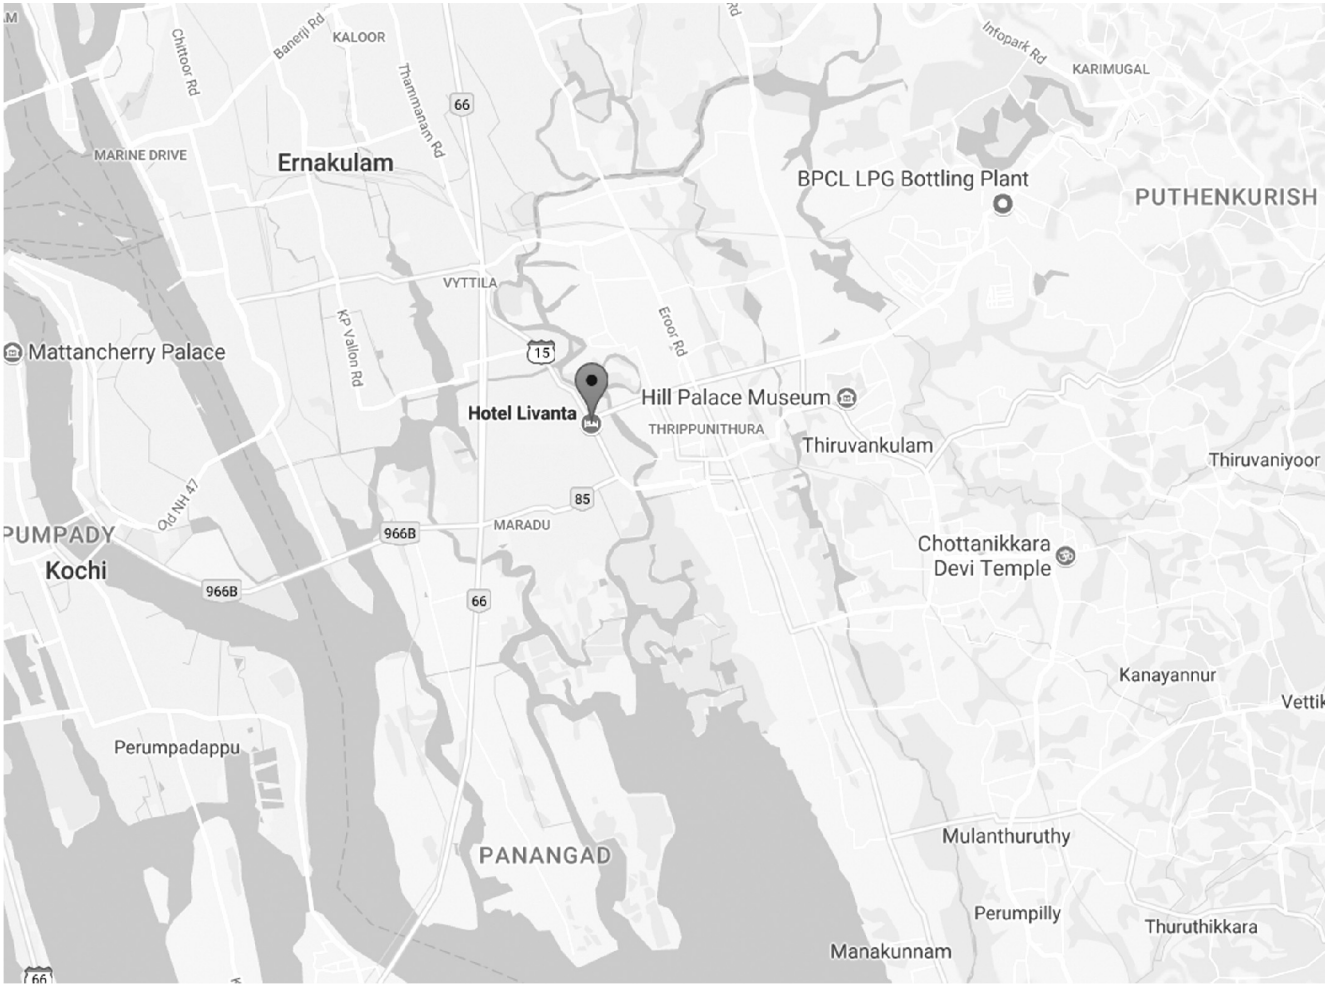 AM
Chittoor Rd
Banerji Rd
KALOOR
Thammanam Rd
66
Rd
Infopark Rd
KARIMUGAL
MARINE DRIVE
Ernakulam
BPCL LPG Bottling Plant
PUTHENKURISH
VYTTILA
KP Vallon Rd
Eroor Rd
Mattancherry Palace
15
Hotel Livanta
Hill Palace Museum
THRIPPUNITHURA
Thiruvankulam
Thiruvaniyoor
Old NH 47
85
966B
MARADU
PUMPADY
Kochi
Chottanikkara
Devi Temple
966B
66
Kanayannur
Vettik
Perumpadappu
Mulanthuruthy
PANANGAD
Perumpilly
Thuruthikkara
Manakunnam
66
K